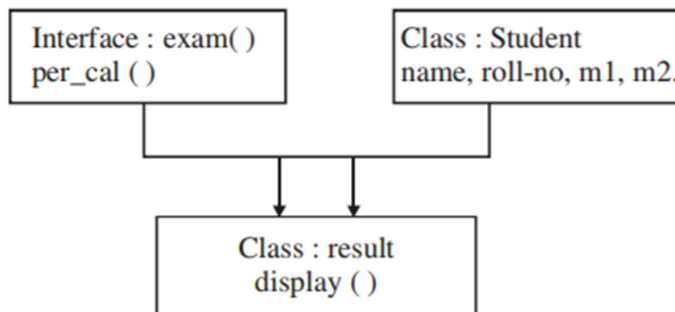 Interface : exam( )
per_cal ( )
Class : Student
name, roll-no, m1, m2.
Class : result
display ( )